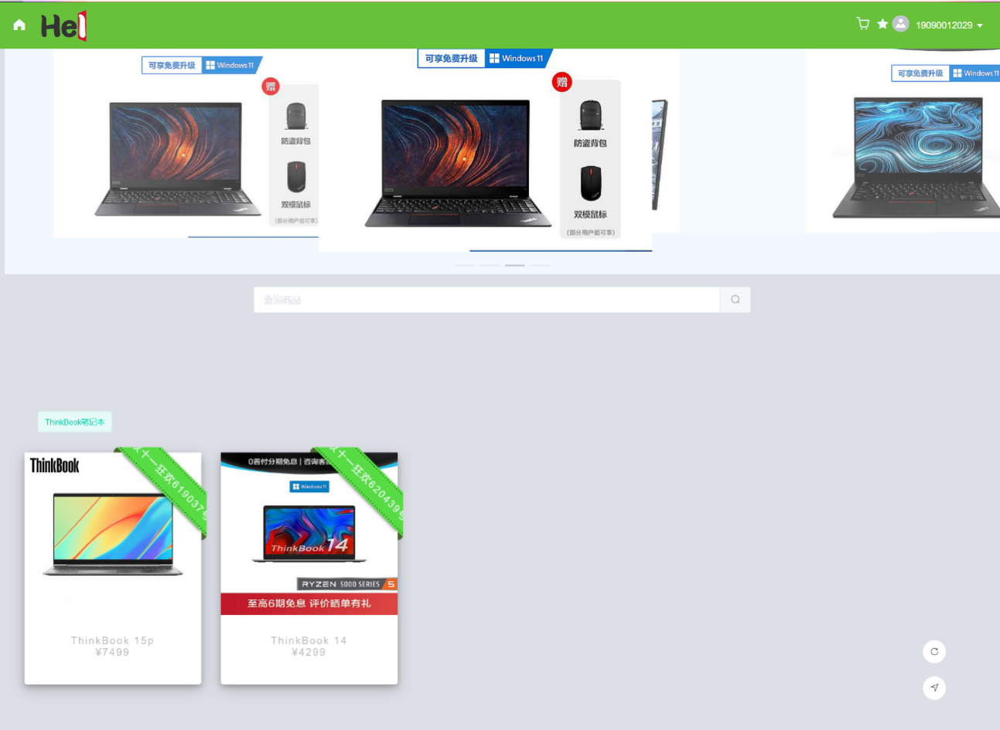 Hel
19090012029
可享免费升级 Windows 11
赠
防盗背包
双模鼠标
(部分用户组可享)
可享免费升级 Windows 11
赠
防盗背包
双模鼠标
(部分用户组可享)
可享免费升级 Windows 11
查询商品
ThinkBook笔记本
ThinkBook
十一狂欢619037号
ThinkBook 15p
¥7499
0首付分期免息 | 咨询客
十一狂欢620439号
Windows 11
ThinkBook 14
RYZEN 5000 SERIES 5
至高6期免息 评价晒单有礼
ThinkBook 14
¥4299